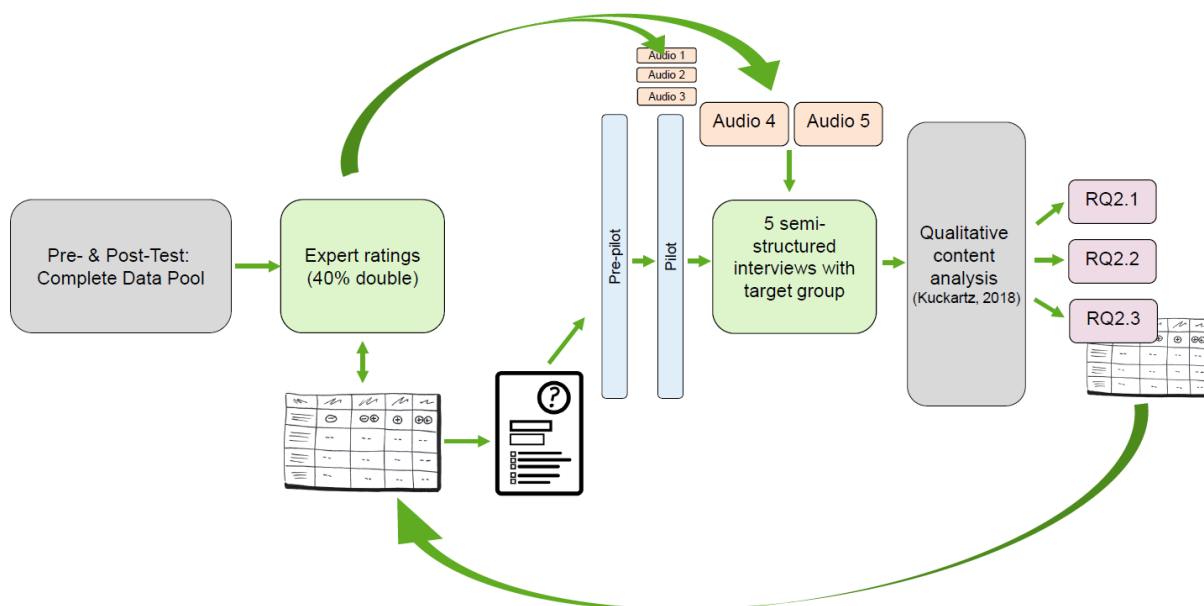 Audio 1
Audio 2
Audio 3
Audio 4
Audio 5
Pre- & Post-Test:
Complete Data Pool
Expert ratings
(40% double)
Pre-pilot
Pilot
5 semi-
structured
interviews with
target group
Qualitative
content
analysis
(Kuckartz, 2018)
RQ2.1
RQ2.2
RQ2.3
?